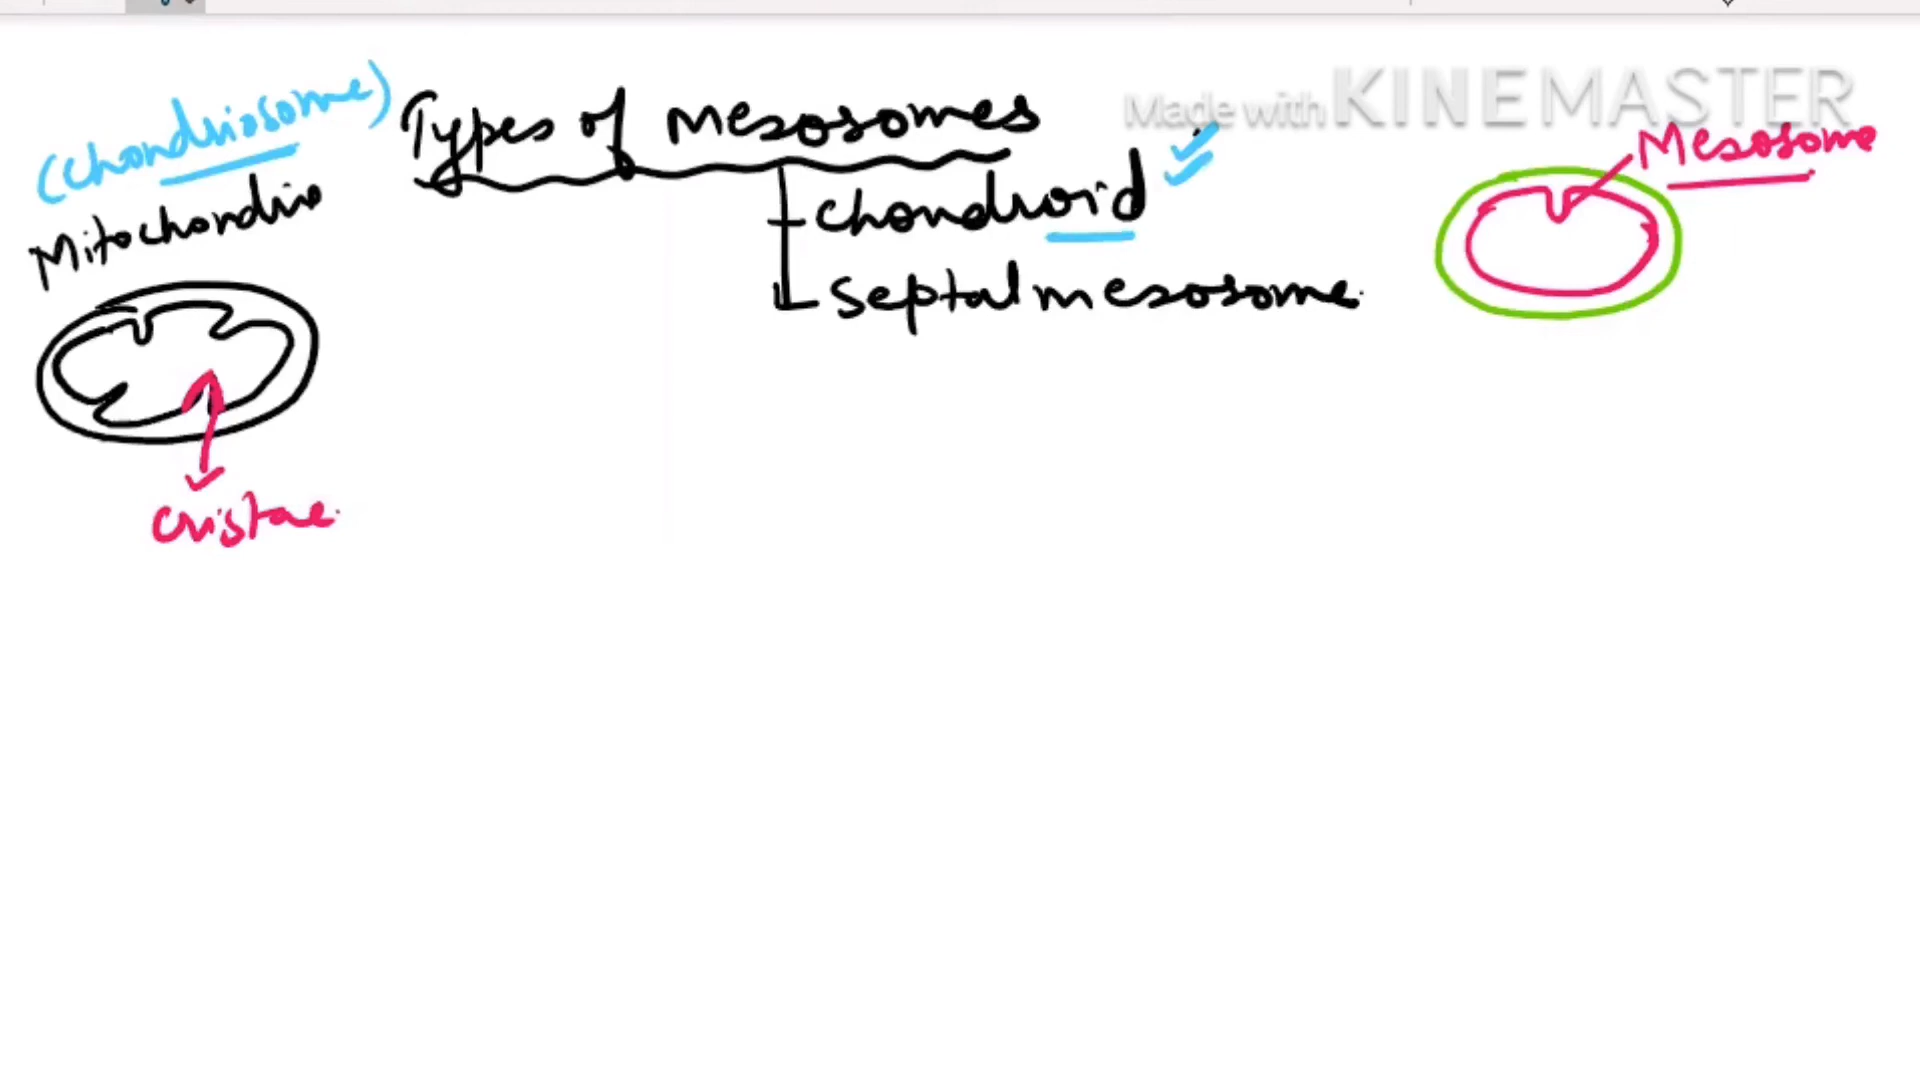 (Chondriosome)
Mitochondria
Cristae
Types of Mesosomes
Chondroid
Septal mesosome.
Made with KINEMASTER
Mesosome